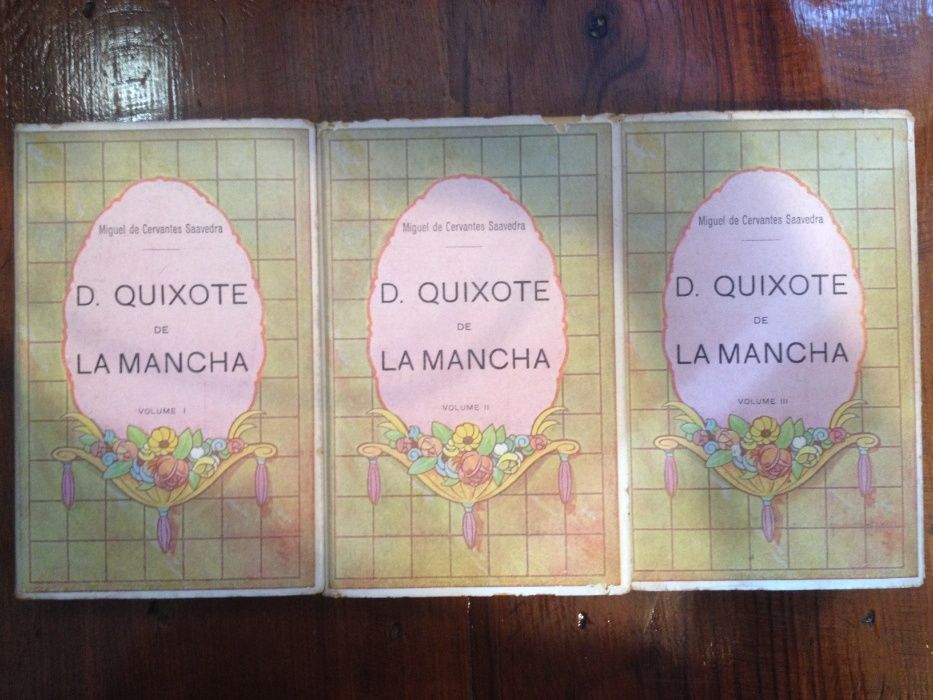 Miguel de Cervantes Saavedra
D. QUIXOTE
DE
LA MANCHA
VOLUME I
Miguel de Cervantes Saavedra
D. QUIXOTE
DE
LA MANCHA
VOLUME II
Miguel de Cervantes Saavedra
D. QUIXOTE
DE
LA MANCHA
VOLUME III